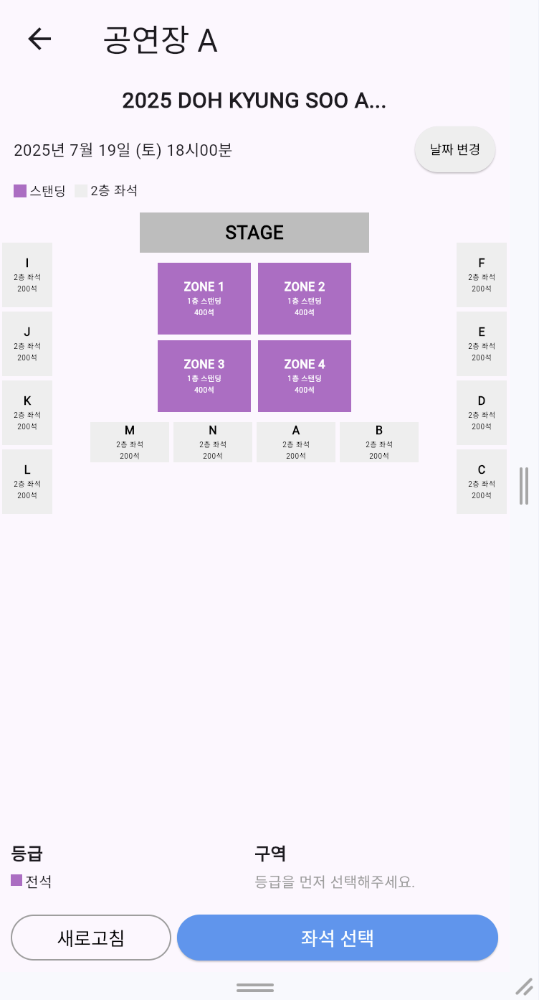 공연장 A
2025 DOH KYUNG SOO A...
2025년 7월 19일 (토) 18시00분
날짜 변경
스탠딩
2층 좌석
STAGE
I
2층 좌석
200석
F
2층 좌석
200석
ZONE 1
1층 스탠딩
400석
ZONE 2
1층 스탠딩
400석
J
2층 좌석
200석
E
2층 좌석
200석
ZONE 3
1층 스탠딩
400석
ZONE 4
1층 스탠딩
400석
K
2층 좌석
200석
D
2층 좌석
200석
M
2층 좌석
200석
N
2층 좌석
200석
A
2층 좌석
200석
B
2층 좌석
200석
L
2층 좌석
200석
C
2층 좌석
200석
등급
전석
구역
등급을 먼저 선택해주세요.
새로고침
좌석 선택